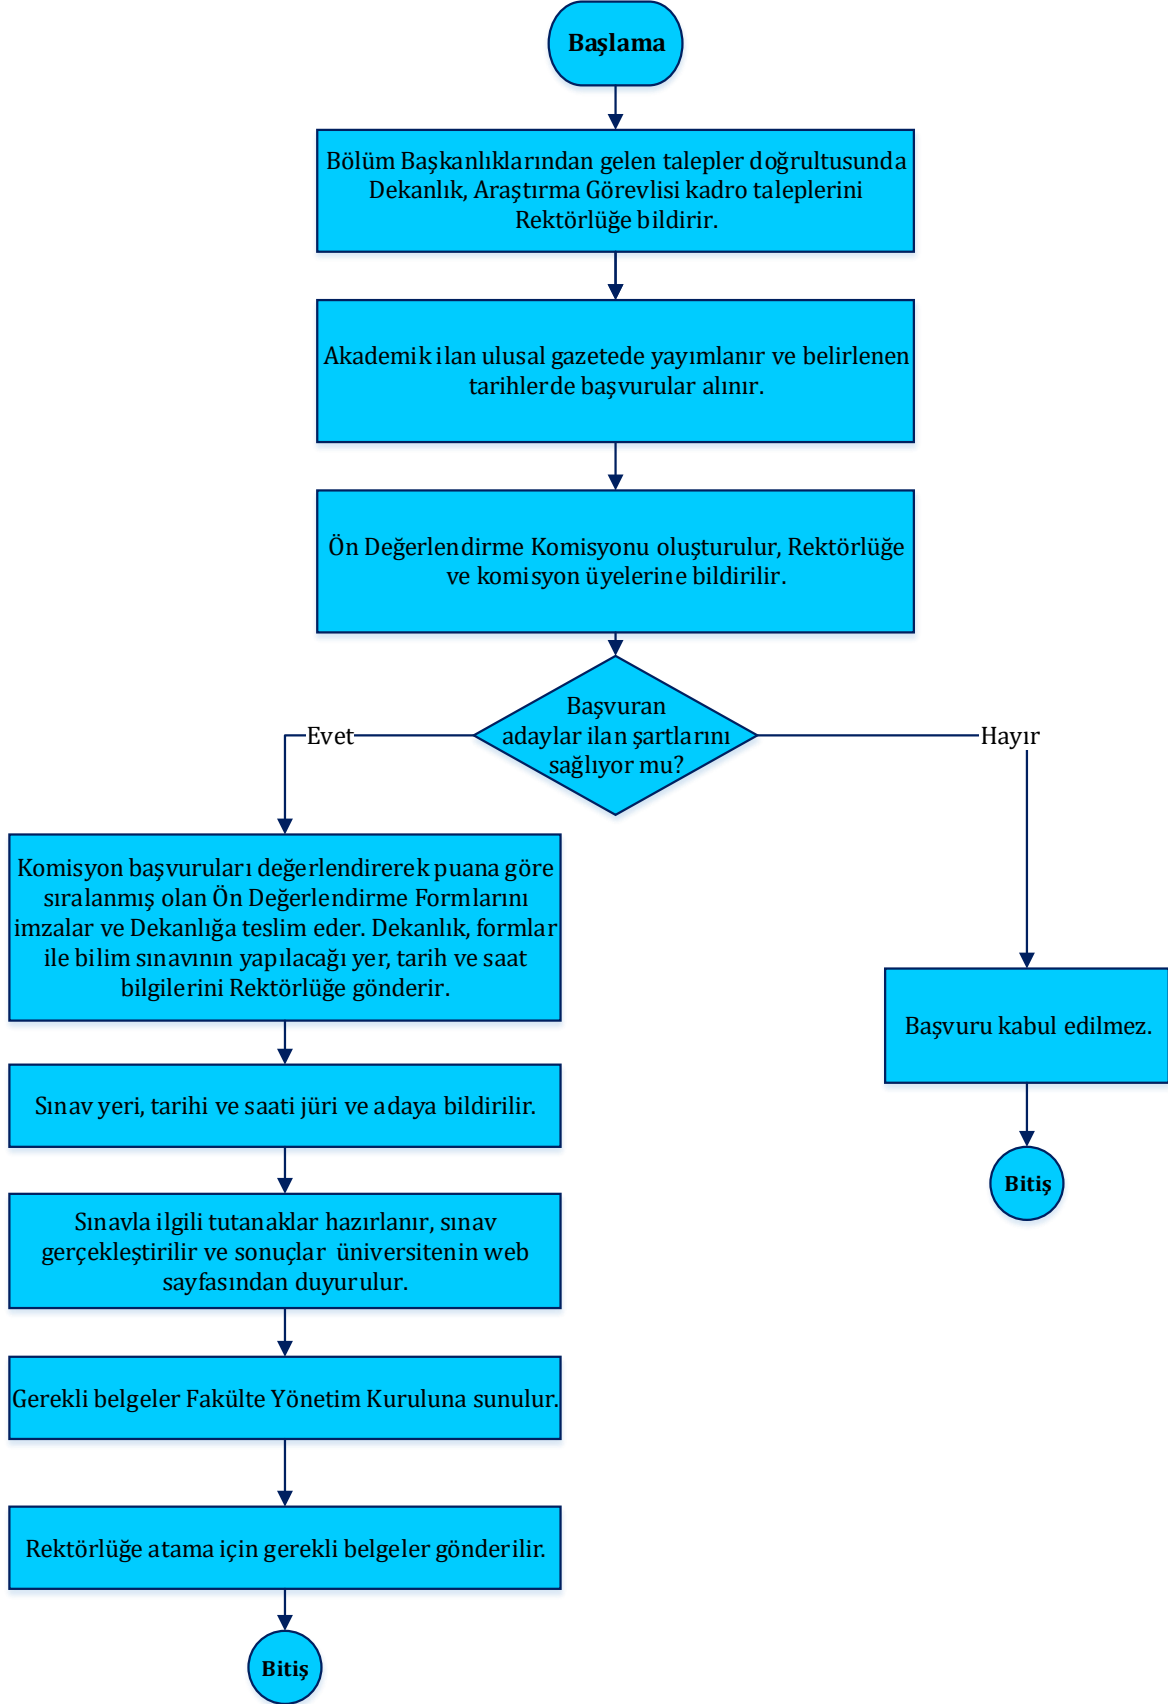 Başlama
Bölüm Başkanlıklarından gelen talepler doğrultusunda
Dekanlık, Araştırma Görevlisi kadro taleplerini
Rektörlüğe bildirir.
Akademik ilan ulusal gazetede yayımlanır ve belirlenen
tarihlerde başvurular alınır.
Ön Değerlendirme Komisyonu oluşturulur, Rektörlüğe
ve komisyon üyelerine bildirilir.
Başvuran
adaylar ilan şartlarını
sağlıyor mu?
Evet
Hayır
Komisyon başvuruları değerlendirerek puana göre
sıralanmış olan Ön Değerlendirme Formlarını
imzalar ve Dekanlığa teslim eder. Dekanlık, formlar
ile bilim sınavının yapılacağı yer, tarih ve saat
bilgilerini Rektörlüğe gönderir.
Başvuru kabul edilmez.
Sınav yeri, tarihi ve saati jüri ve adaya bildirilir.
Bitiş
Sınavla ilgili tutanaklar hazırlanır, sınav
gerçekleştirilir ve sonuçlar üniversitenin web
sayfasından duyurulur.
Gerekli belgeler Fakülte Yönetim Kuruluna sunulur.
Rektörlüğe atama için gerekli belgeler gönderilir.
Bitiş